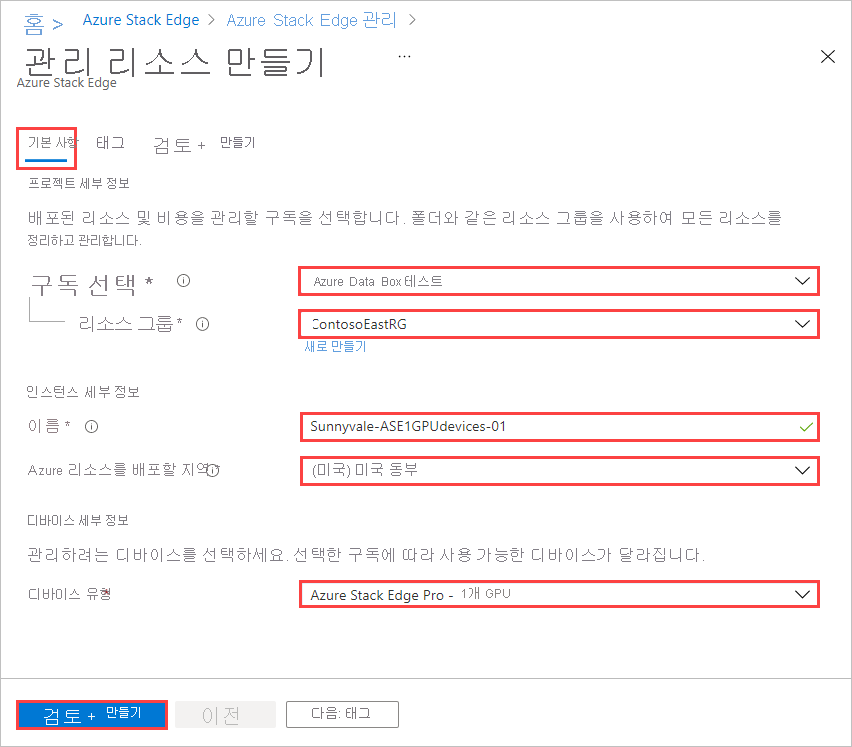 홈 > Azure Stack Edge > Azure Stack Edge 관리 >
관리 리소스 만들기 ...
Azure Stack Edge
기본 사항 태그 검토 + 만들기
프로젝트 세부 정보
배포된 리소스 및 비용을 관리할 구독을 선택합니다. 폴더와 같은 리소스 그룹을 사용하여 모든 리소스를
정리하고 관리합니다.
구독 선택 * Azure Data Box 테스트
리소스 그룹 * ContosoEastRG
새로 만들기
인스턴스 세부 정보
이름 * Sunnyvale-ASE1GPUdevices-01
Azure 리소스를 배포할 지역 * (미국) 미국 동부
디바이스 세부 정보
관리하려는 디바이스를 선택하세요. 선택한 구독에 따라 사용 가능한 디바이스가 달라집니다.
디바이스 유형 * Azure Stack Edge Pro - 1개 GPU
검토 + 만들기 이전 다음: 태그